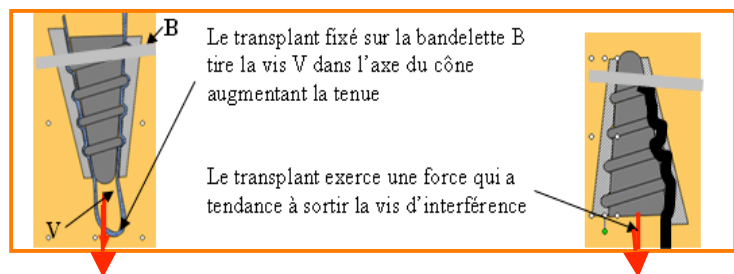 B
Le transplant fixé sur la bandelette B
tire la vis V dans l'axe du cône
augmentant la tenue
Le transplant exerce une force qui a
tendance à sortir la vis d'interférence
V